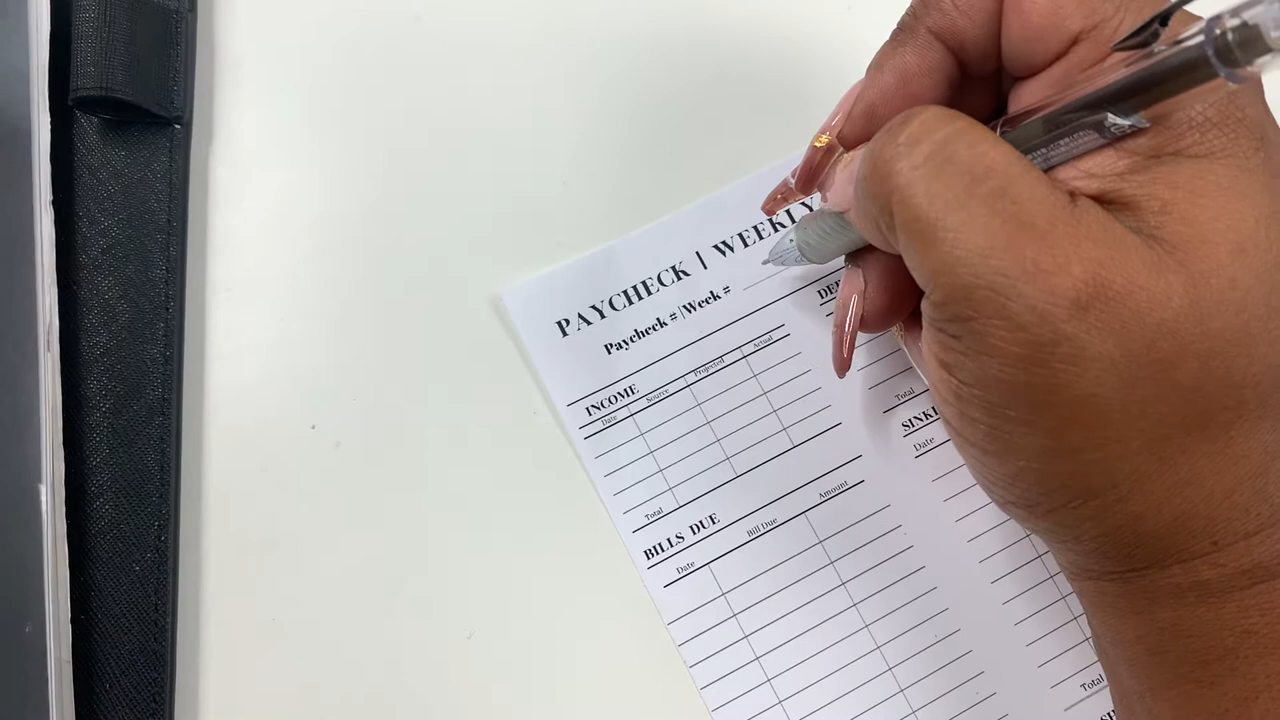 PAYCHECK | WEEKLY
Paycheck # |Week #
INCOME
Date Source Projected Actual
Total
BILLS DUE
Date Bill Due Amount
Total
Date
Total